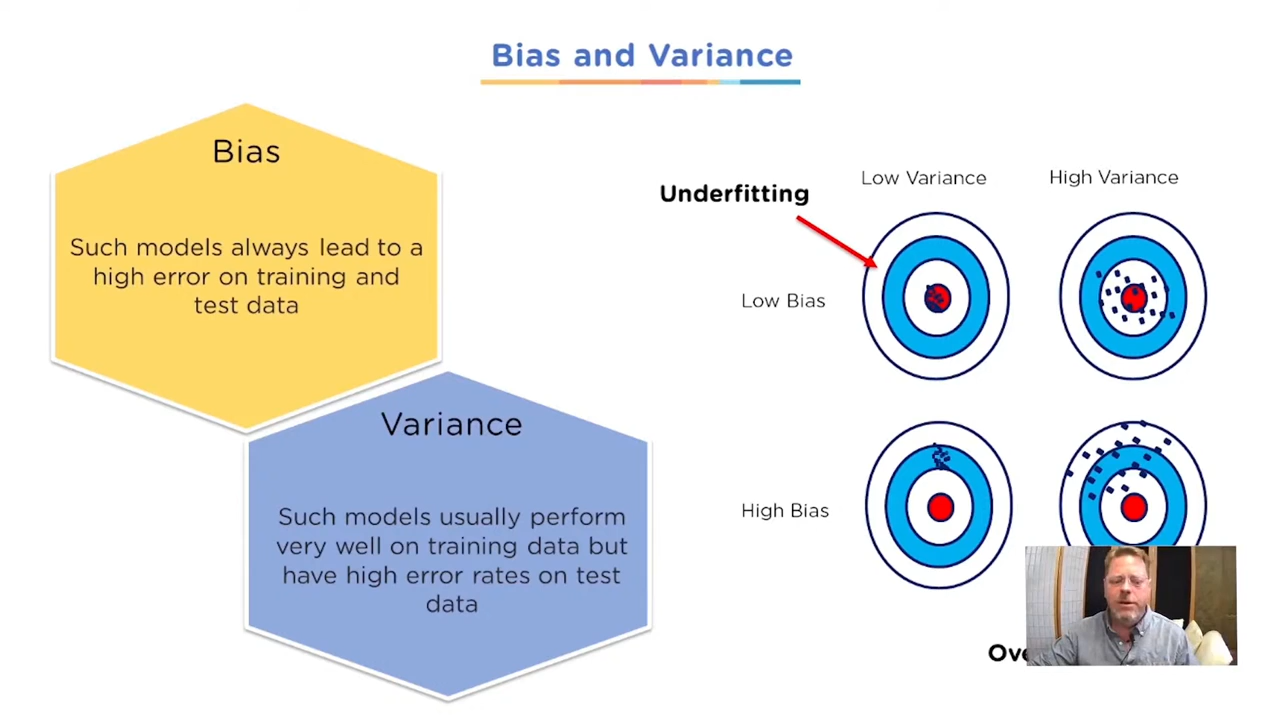 Bias and Variance
Bias
Such models always lead to a
high error on training and
test data
Variance
Such models usually perform
very well on training data but
have high error rates on test
data
Underfitting
Low Variance
High Variance
Low Bias
High Bias